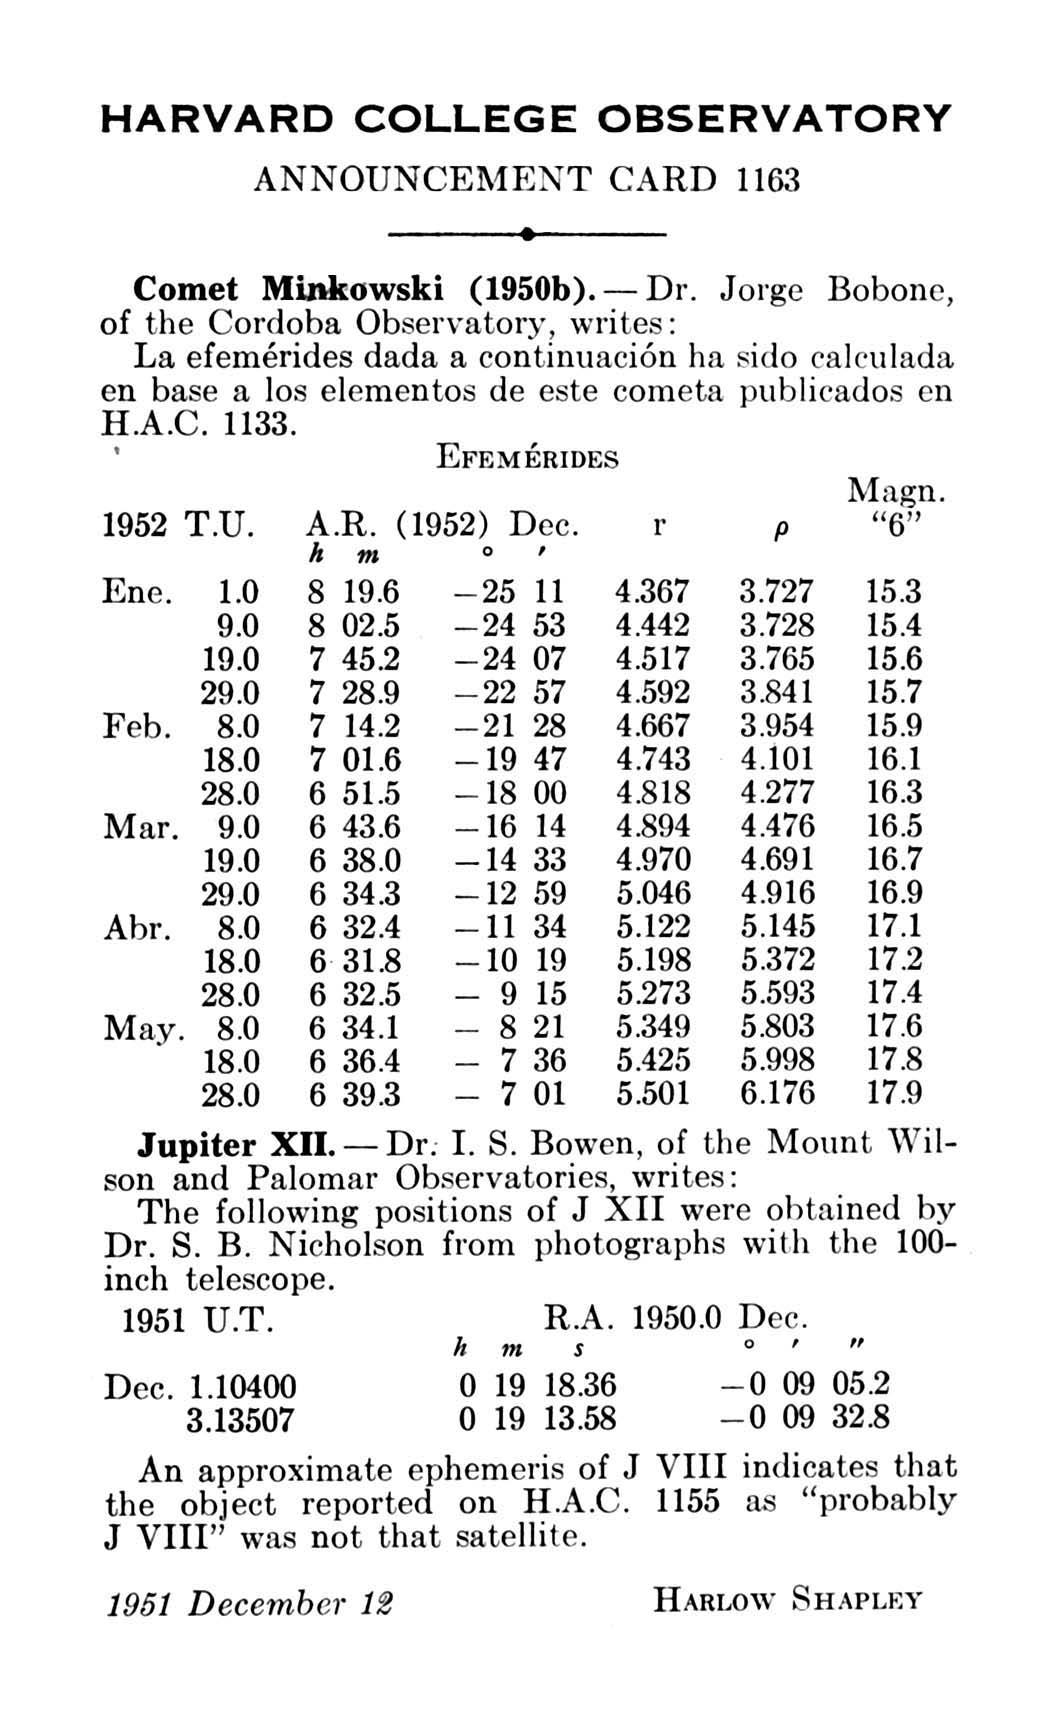 HARVARD COLLEGE OBSERVATORY
ANNOUNCEMENT CARD 1163
Comet Minkowski (1950b). — Dr. Jorge Bobone,
of the Cordoba Observatory, writes:
La efemérides dada a continuación ha sido calculada
en base a los elementos de este cometa publicados en
H.A.C. 1133.
EFEMÉRIDES
Magn.
1952 T.U. A.R. (1952) Dec. r ρ “6”
h m ° ′
Ene. 1.0 8 19.6 −25 11 4.367 3.727 15.3
9.0 8 02.5 −24 53 4.442 3.728 15.4
19.0 7 45.2 −24 07 4.517 3.765 15.6
29.0 7 28.9 −22 57 4.592 3.841 15.7
Feb. 8.0 7 14.2 −21 28 4.667 3.954 15.9
18.0 7 01.6 −19 47 4.743 4.101 16.1
28.0 6 51.5 −18 00 4.818 4.277 16.3
Mar. 9.0 6 43.6 −16 14 4.894 4.476 16.5
19.0 6 38.0 −14 33 4.970 4.691 16.7
29.0 6 34.3 −12 59 5.046 4.916 16.9
Abr. 8.0 6 32.4 −11 34 5.122 5.145 17.1
18.0 6 31.8 −10 19 5.198 5.372 17.2
28.0 6 32.5 − 9 15 5.273 5.593 17.4
May. 8.0 6 34.1 − 8 21 5.349 5.803 17.6
18.0 6 36.4 − 7 36 5.425 5.998 17.8
28.0 6 39.3 − 7 01 5.501 6.176 17.9
Jupiter XII. — Dr. I. S. Bowen, of the Mount Wil-
son and Palomar Observatories, writes:
The following positions of J XII were obtained by
Dr. S. B. Nicholson from photographs with the 100-
inch telescope.
1951 U.T. R.A. 1950.0 Dec.
h m s ° ′ ″
Dec. 1.10400 0 19 18.36 −0 09 05.2
3.13507 0 19 13.58 −0 09 32.8
An approximate ephemeris of J VIII indicates that
the object reported on H.A.C. 1155 as “probably
J VIII” was not that satellite.
1951 December 12 HARLOW SHAPLEY